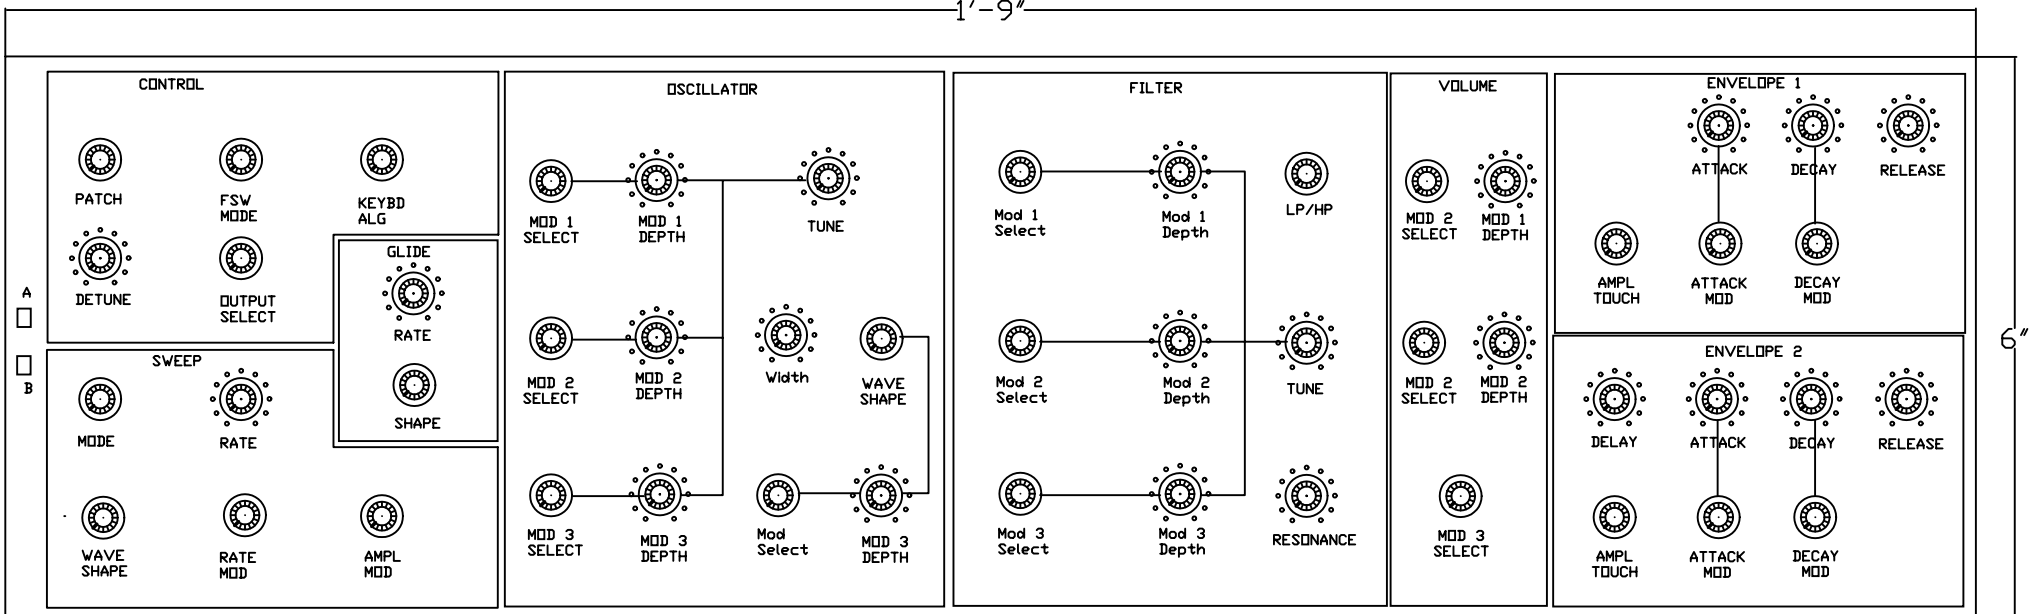 1'-9"
CONTROL
PATCH
FSW
MODE
KEYBD
ALG
DETUNE
OUTPUT
SELECT
A
B
GLIDE
RATE
SHAPE
SWEEP
MODE
RATE
WAVE
SHAPE
RATE
MOD
AMPL
MOD
OSCILLATOR
MOD 1
SELECT
MOD 1
DEPTH
TUNE
MOD 2
SELECT
MOD 2
DEPTH
Width
WAVE
SHAPE
MOD 3
SELECT
MOD 3
DEPTH
Mod
Select
MOD 3
DEPTH
FILTER
Mod 1
Select
Mod 1
Depth
LP/HP
Mod 2
Select
Mod 2
Depth
TUNE
Mod 3
Select
Mod 3
Depth
RESONANCE
VOLUME
MOD 2
SELECT
MOD 1
DEPTH
MOD 2
SELECT
MOD 2
DEPTH
MOD 3
SELECT
ENVELOPE 1
ATTACK
DECAY
RELEASE
AMPL
TOUCH
ATTACK
MOD
DECAY
MOD
ENVELOPE 2
DELAY
ATTACK
DECAY
RELEASE
AMPL
TOUCH
ATTACK
MOD
DECAY
MOD
6"